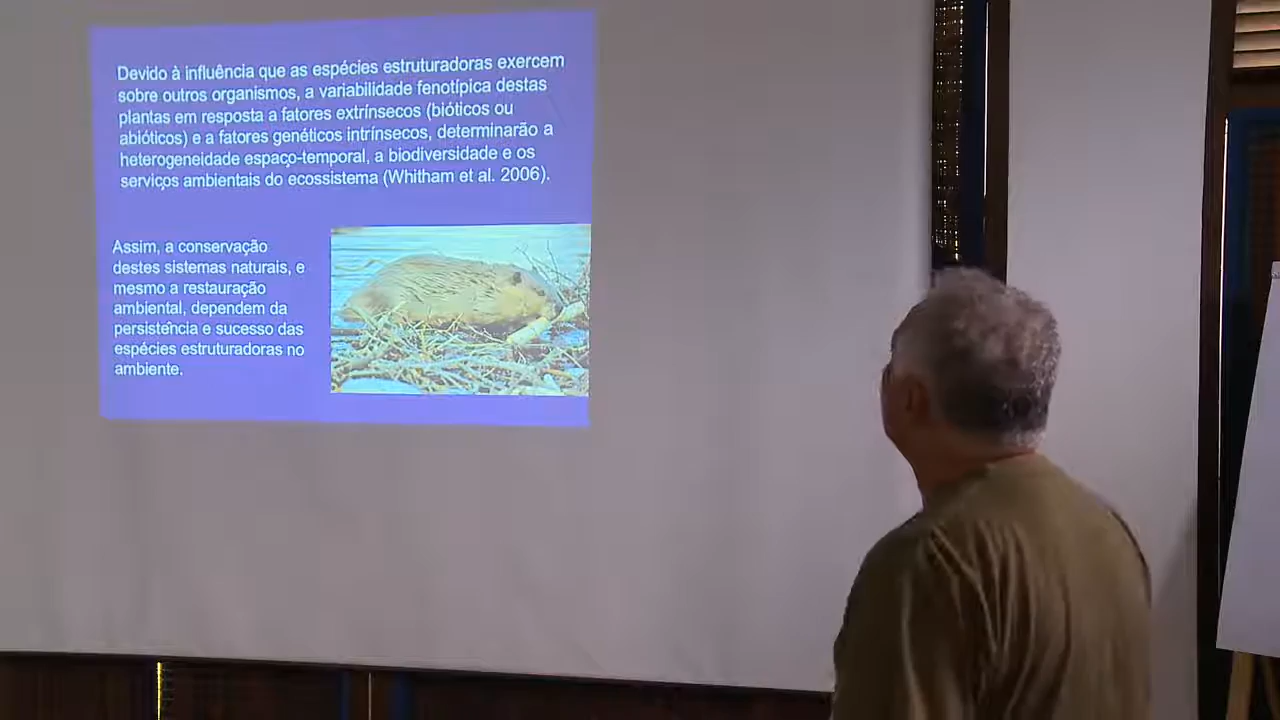 Devido à influência que as espécies estruturadoras exercem
sobre outros organismos, a variabilidade fenotípica destas
plantas em resposta a fatores extrínsecos (bióticos ou
abióticos) e a fatores genéticos intrínsecos, determinarão a
heterogeneidade espaço-temporal, a biodiversidade e os
serviços ambientais do ecossistema (Whitham et al. 2006).
Assim, a conservação
destes sistemas naturais, e
mesmo a restauração
ambiental, dependem da
persistência e sucesso das
espécies estruturadoras no
ambiente.